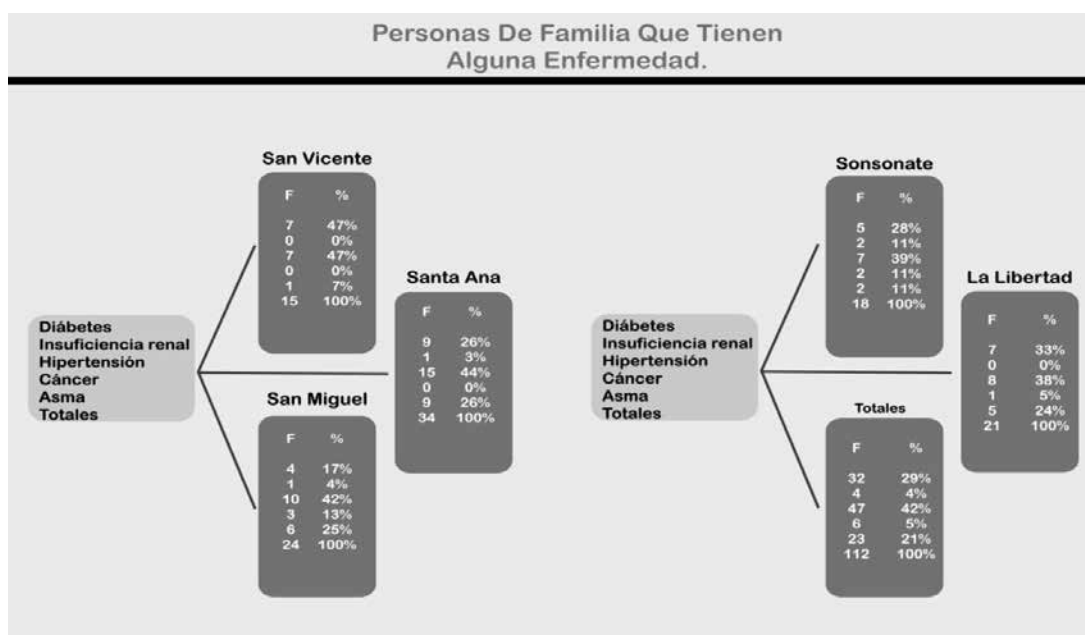 Personas De Familia Que Tienen
Alguna Enfermedad.
San Vicente
F %
7 47%
0 0%
7 47%
0 0%
1 7%
15 100%
Santa Ana
F %
9 26%
1 3%
15 44%
0 0%
9 26%
34 100%
Diábetes
Insuficiencia renal
Hipertensión
Cáncer
Asma
Totales
San Miguel
F %
4 17%
1 4%
10 42%
3 13%
6 25%
24 100%
Sonsonate
F %
5 28%
2 11%
7 39%
2 11%
2 11%
18 100%
La Libertad
F %
7 33%
0 0%
8 38%
1 5%
5 24%
21 100%
Diábetes
Insuficiencia renal
Hipertensión
Cáncer
Asma
Totales
Totales
F %
32 29%
4 4%
47 42%
6 5%
23 21%
112 100%